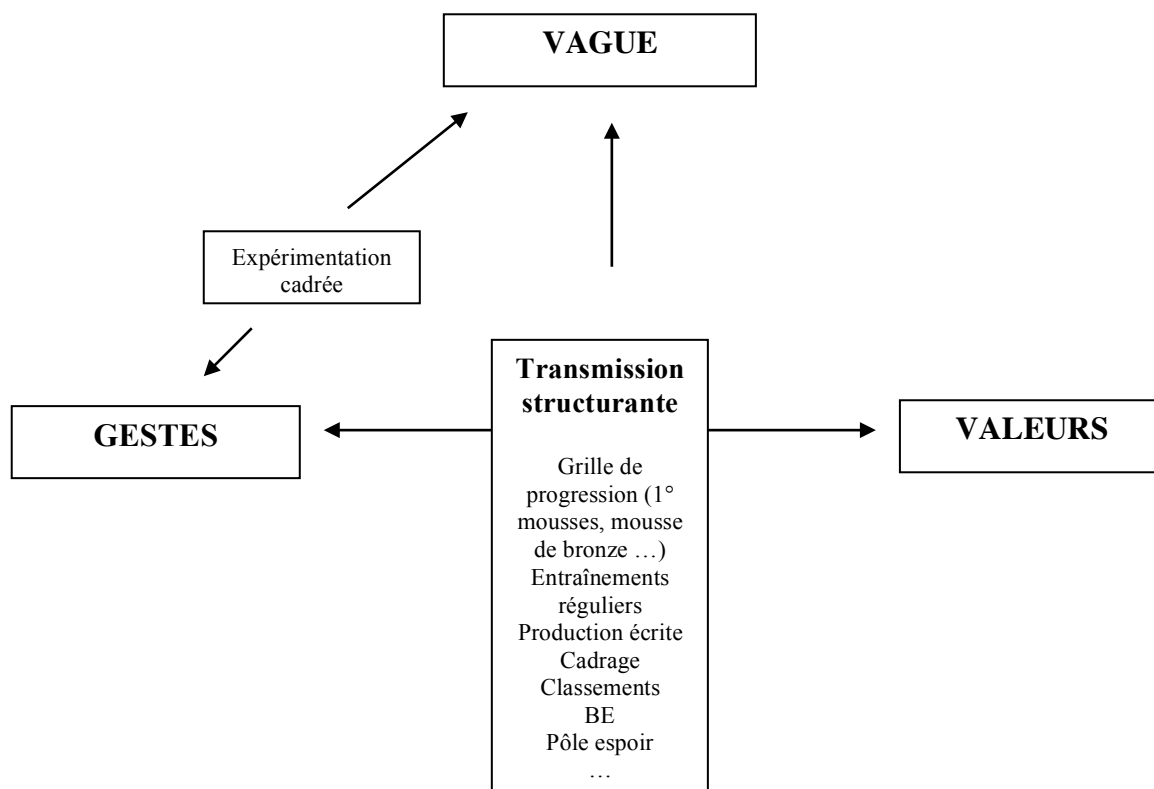 VAGUE
Expérimentation
cadrée
Transmission
structurante
GESTES
VALEURS
Grille de
progression (1°
mousses, mousse
de bronze …)
Entraînements
réguliers
Production écrite
Cadrage
Classements
BE
Pôle espoir
…